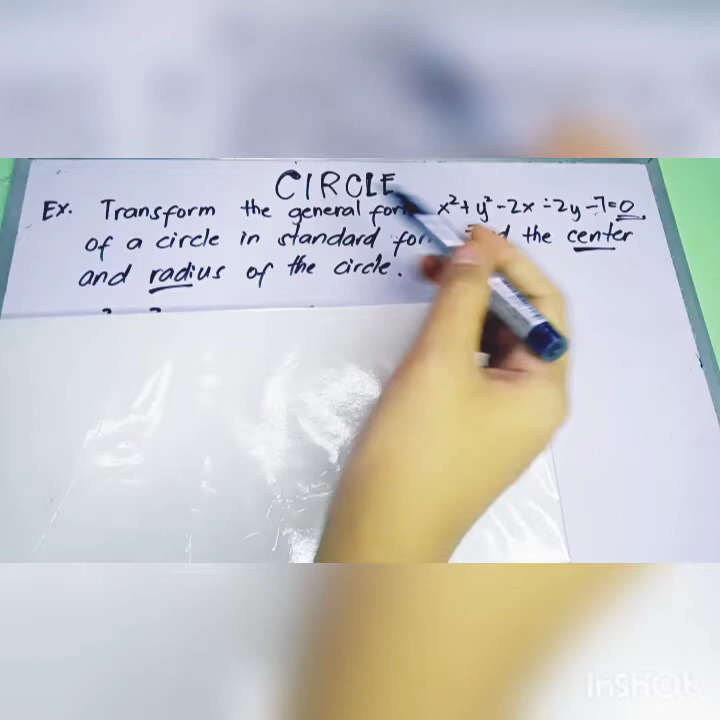 CIRCLE
Ex. Transform the general form x²+y²-2x-2y-7=0
of a circle in standard the center
and radius of the circle.
InShOt